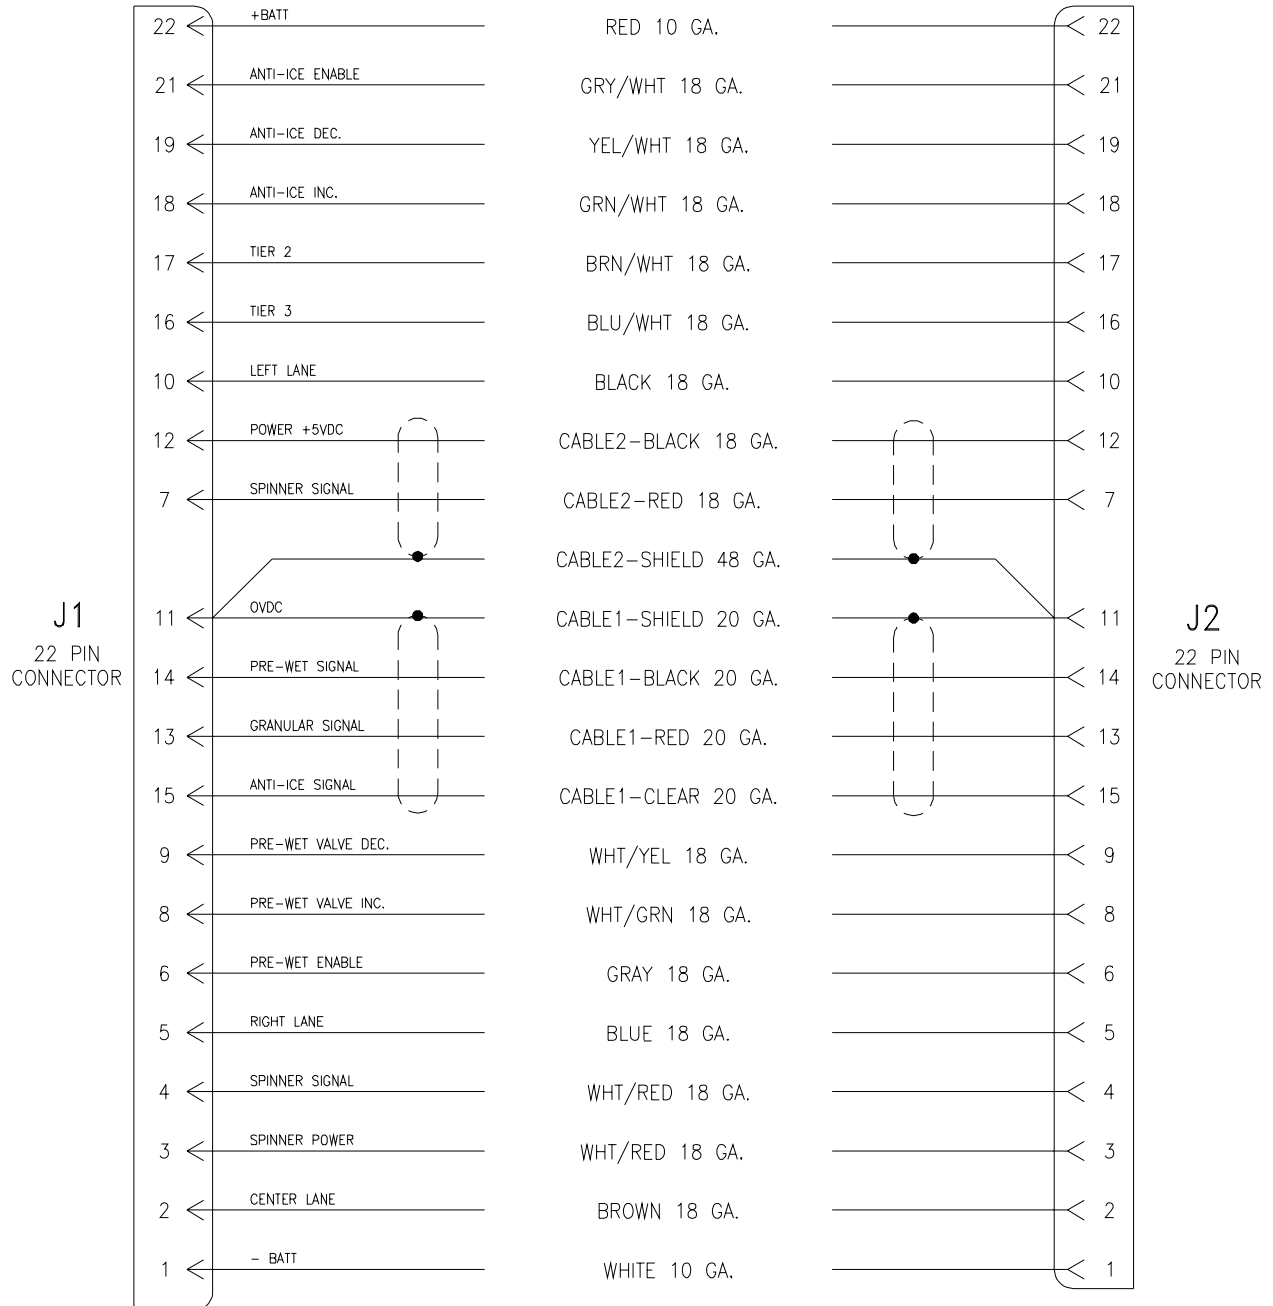 22 +BATT RED 10 GA. 22
21 ANTI-ICE ENABLE GRY/WHT 18 GA. 21
19 ANTI-ICE DEC. YEL/WHT 18 GA. 19
18 ANTI-ICE INC. GRN/WHT 18 GA. 18
17 TIER 2 BRN/WHT 18 GA. 17
16 TIER 3 BLU/WHT 18 GA. 16
10 LEFT LANE BLACK 18 GA. 10
12 POWER +5VDC CABLE2-BLACK 18 GA. 12
7 SPINNER SIGNAL CABLE2-RED 18 GA. 7
CABLE2-SHIELD 48 GA.
11 0VDC CABLE1-SHIELD 20 GA. 11
J1
22 PIN
CONNECTOR
J2
22 PIN
CONNECTOR
14 PRE-WET SIGNAL CABLE1-BLACK 20 GA. 14
13 GRANULAR SIGNAL CABLE1-RED 20 GA. 13
15 ANTI-ICE SIGNAL CABLE1-CLEAR 20 GA. 15
9 PRE-WET VALVE DEC. WHT/YEL 18 GA. 9
8 PRE-WET VALVE INC. WHT/GRN 18 GA. 8
6 PRE-WET ENABLE GRAY 18 GA. 6
5 RIGHT LANE BLUE 18 GA. 5
4 SPINNER SIGNAL WHT/RED 18 GA. 4
3 SPINNER POWER WHT/RED 18 GA. 3
2 CENTER LANE BROWN 18 GA. 2
1 - BATT WHITE 10 GA. 1